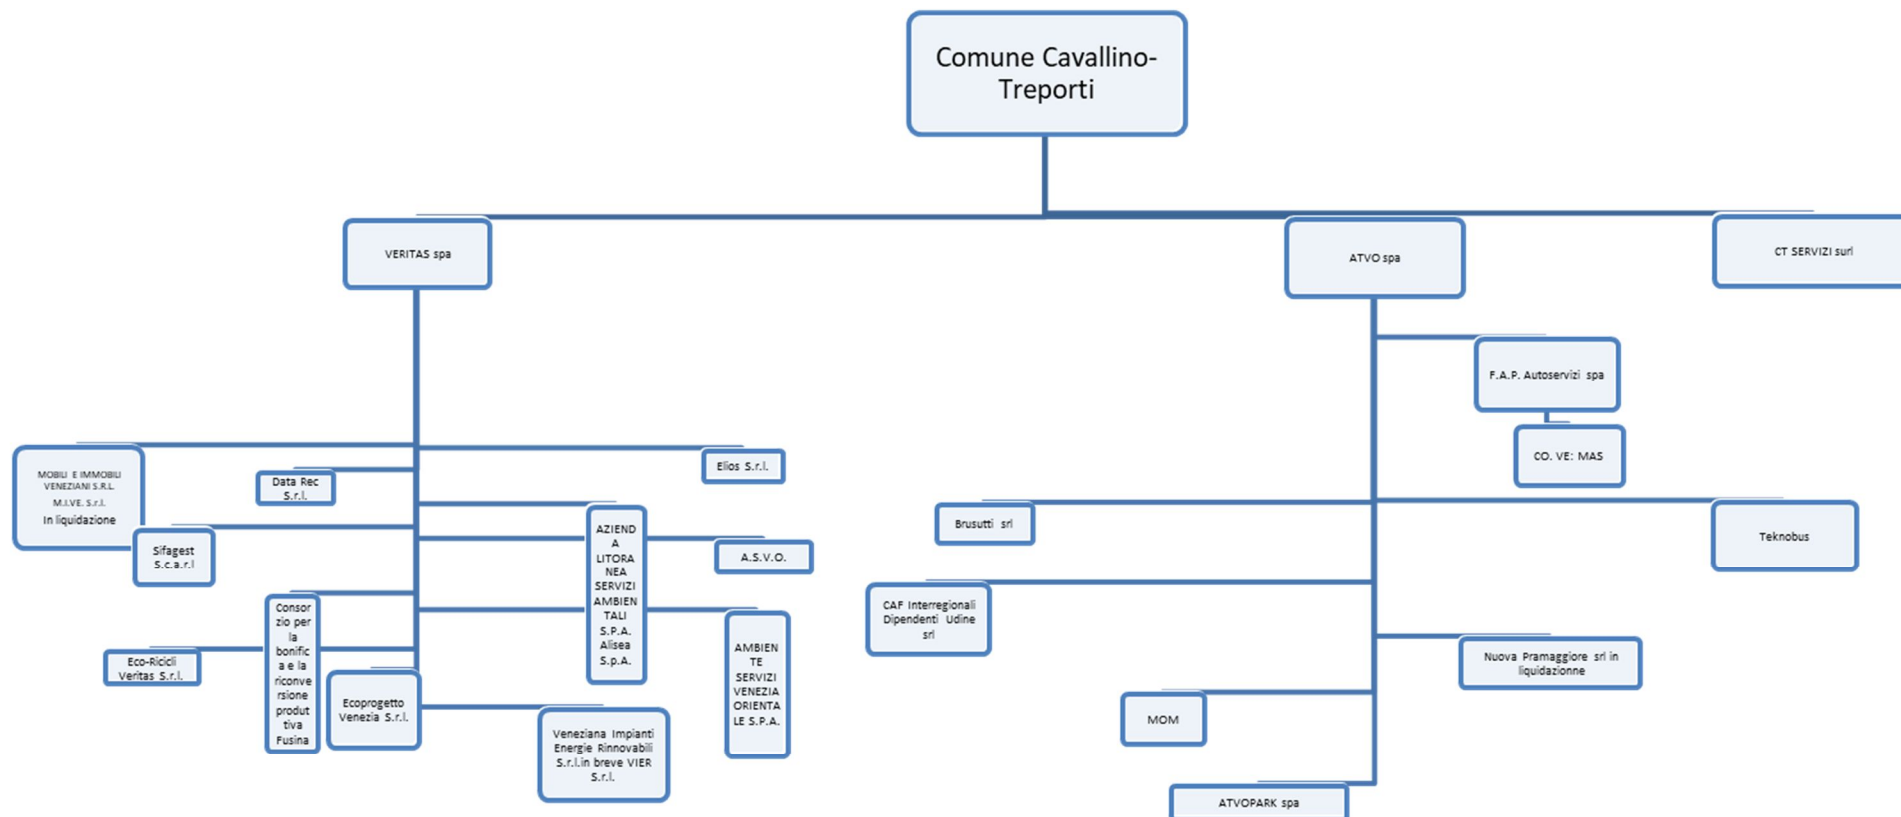 Comune Cavallino-
Treporti
VERITAS spa
ATVO spa
CT SERVIZI surl
F.A.P. Autoservizi spa
CO. VE: MAS
MOBILI E IMMOBILI
VENEZIANI S.R.L.
M.I.VE. S.r.l.
In liquidazione
Data Rec
S.r.l.
Elios S.r.l.
Sifagest
S.c.a.r.l
AZIEND
A
LITORA
NEA
SERVIZI
AMBIEN
TALI
S.P.A.
Alisea
S.p.A.
A.S.V.O.
Brusutti srl
Teknobus
Consor
zio per
la
bonific
a e la
riconve
rsione
produt
tiva
Fusina
Eco-Ricicli
Veritas S.r.l.
Ecoprogetto
Venezia S.r.l.
AMBIEN
TE
SERVIZI
VENEZIA
ORIENTA
LE S.P.A.
Veneziana Impianti
Energie Rinnovabili
S.r.l.in breve VIER
S.r.l.
CAF Interregionali
Dipendenti Udine
srl
Nuova Pramaggiore srl in
liquidazionne
MOM
ATVOPARK spa